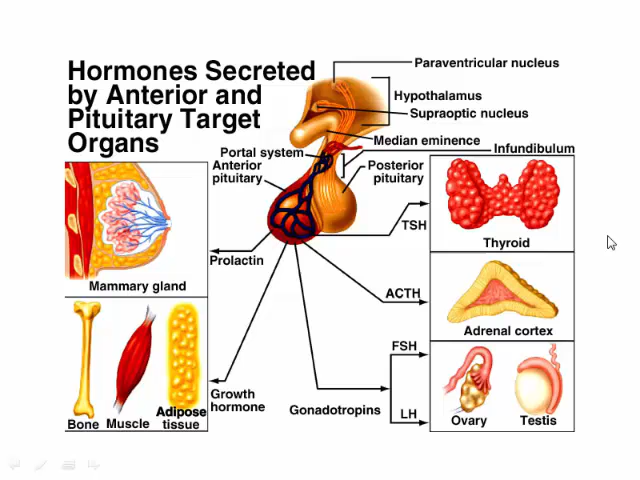 Hormones Secreted
by Anterior and
Pituitary Target
Organs
Paraventricular nucleus
Hypothalamus
Supraoptic nucleus
Median eminence
Infundibulum
Portal system
Anterior
pituitary
Posterior
pituitary
TSH
Thyroid
Prolactin
Mammary gland
ACTH
Adrenal cortex
FSH
Growth
hormone
Gonadotropins
LH
Bone
Muscle
Adipose
tissue
Ovary
Testis